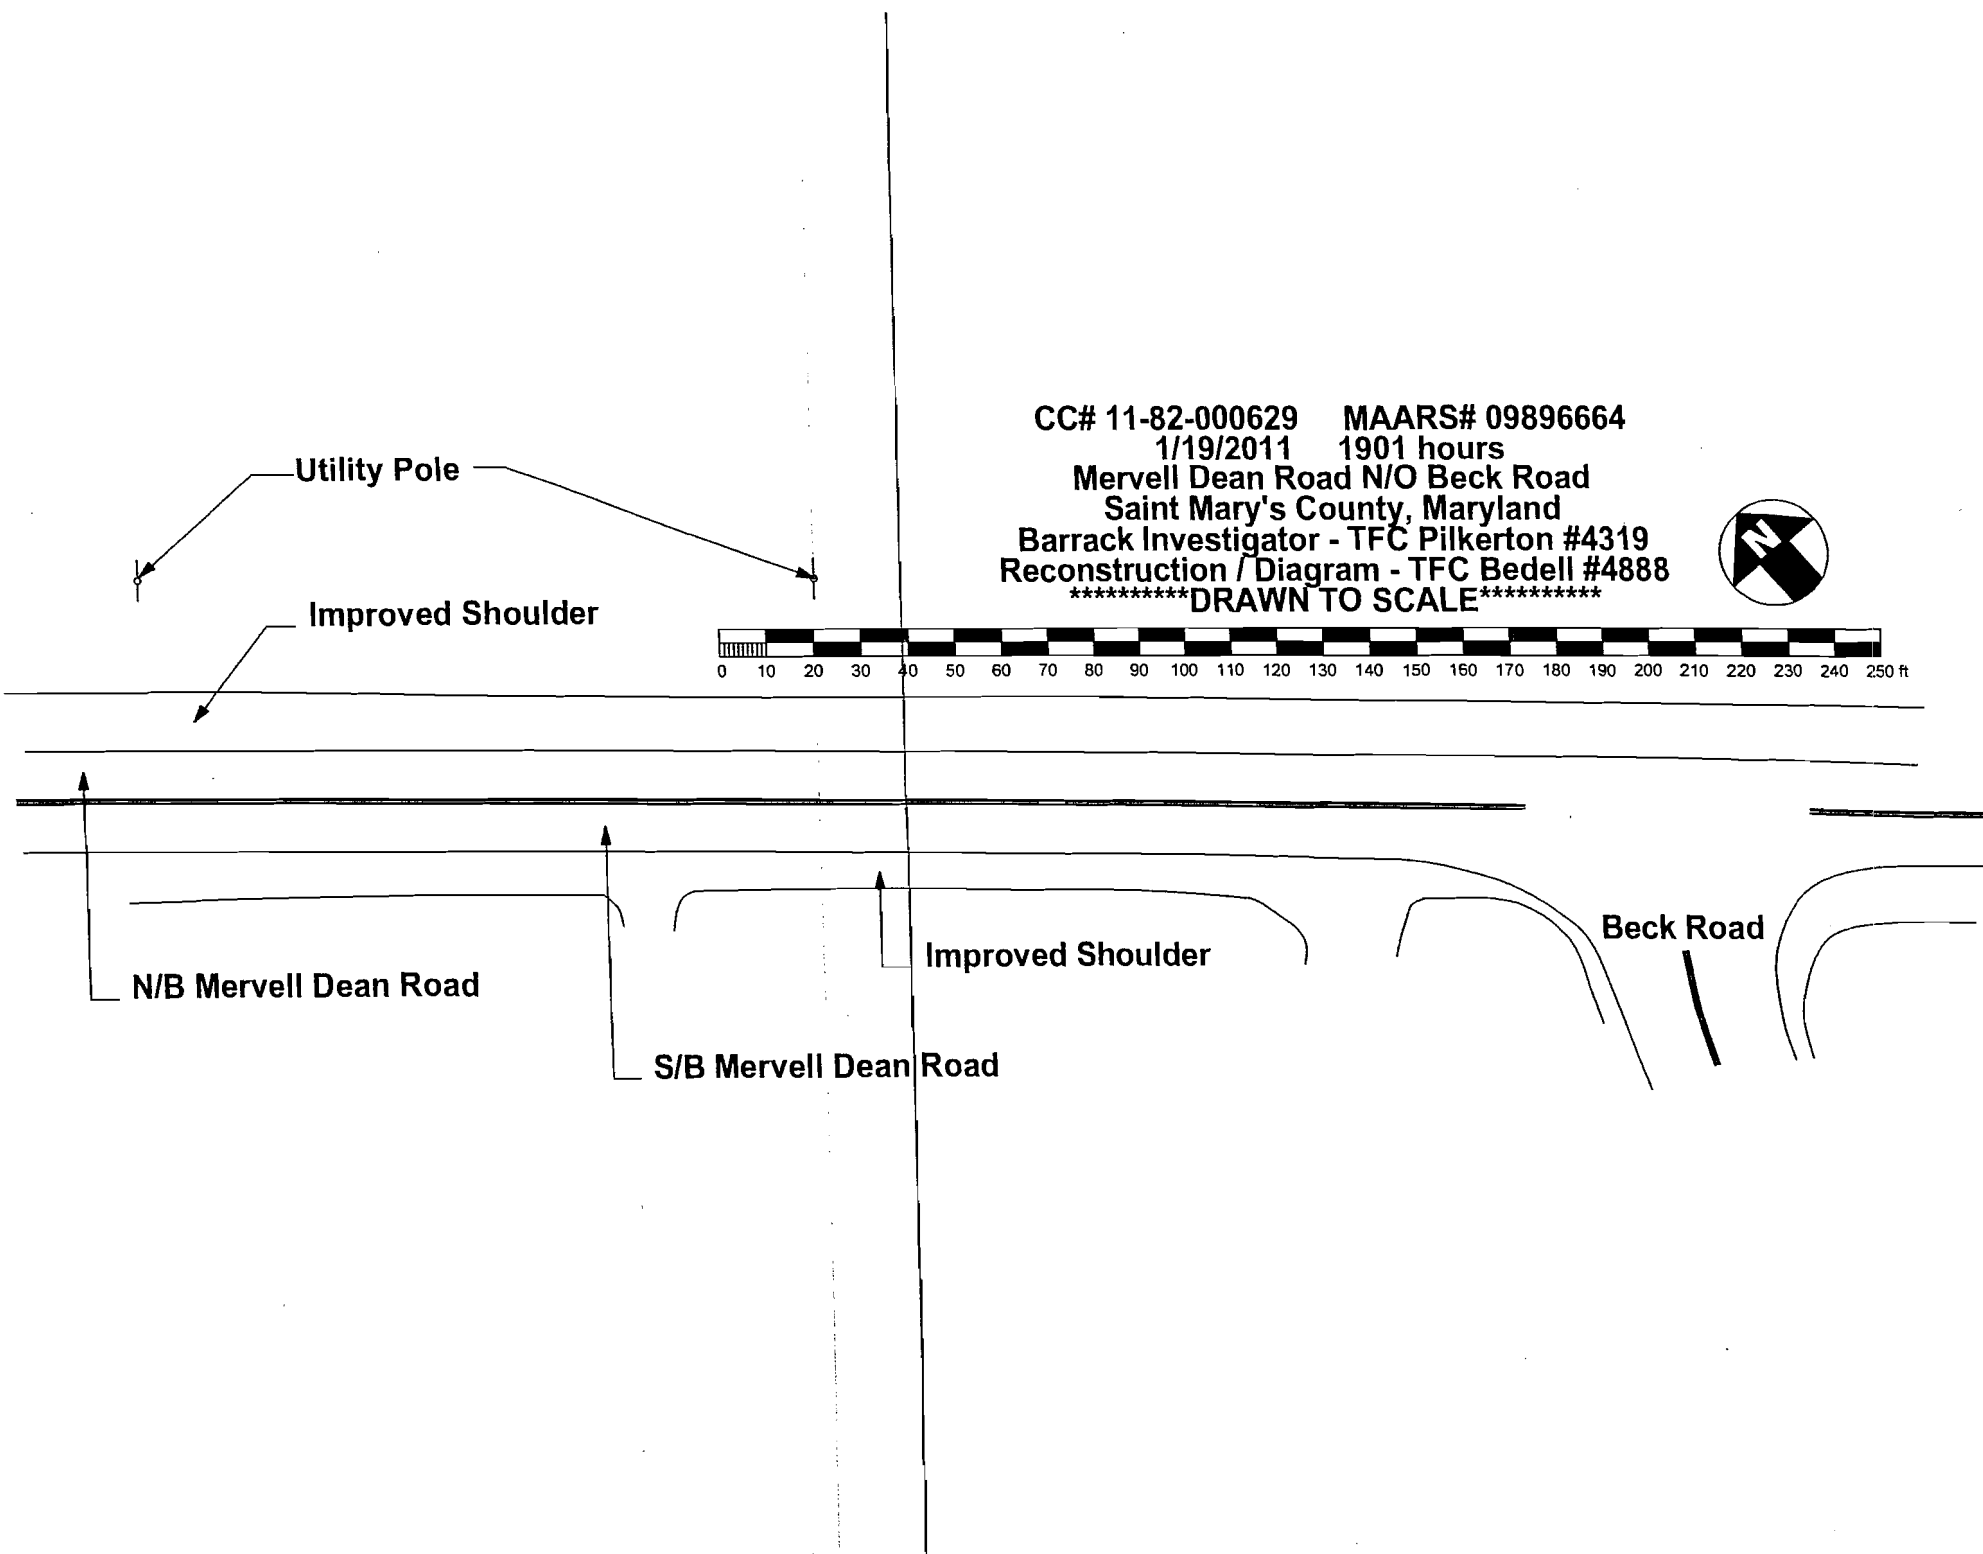 CC# 11-82-000629 MAARS# 09896664
1/19/2011 1901 hours
Mervell Dean Road N/O Beck Road
Saint Mary's County, Maryland
Barrack Investigator - TFC Pilkerton #4319
Reconstruction / Diagram - TFC Bedell #4888
**********DRAWN TO SCALE**********
N
Utility Pole
Improved Shoulder
0 10 20 30 40 50 60 70 80 90 100 110 120 130 140 150 160 170 180 190 200 210 220 230 240 250 ft
Beck Road
Improved Shoulder
N/B Mervell Dean Road
S/B Mervell Dean Road